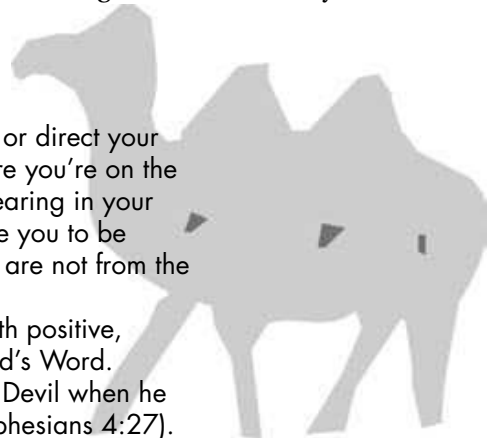 or direct your
re you’re on the
earing in your
e you to be
are not from the
th positive,
d’s Word.
Devil when he
phesians 4:27).